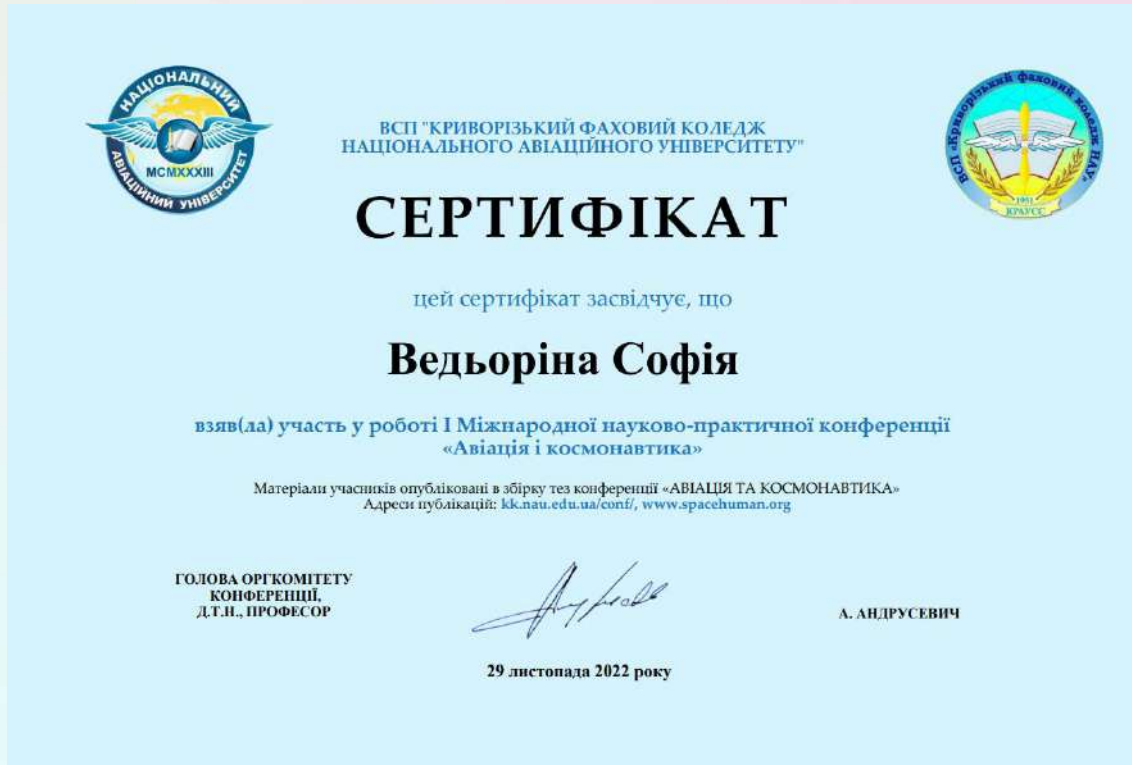 НАЦІОНАЛЬНИЙ
MCMXXXIII
АВІАЦІЙНИЙ УНІВЕРСИТЕТ
ВСП "КРИВОРІЗЬКИЙ ФАХОВИЙ КОЛЕДЖ
НАЦІОНАЛЬНОГО АВІАЦІЙНОГО УНІВЕРСИТЕТУ"
ВСП «Криворізький фаховий коледж НАУ»
1951
КРАУСС
СЕРТИФІКАТ
цей сертифікат засвідчує, що
Ведьоріна Софія
взяв(ла) участь у роботі І Міжнародної науково-практичної конференції
«Авіація і космонавтика»
Матеріали учасників опубліковані в збірку тез конференції «АВІАЦІЯ ТА КОСМОНАВТИКА»
Адреси публікацій: kk.nau.edu.ua/conf/, www.spacehuman.org
ГОЛОВА ОРГКОМІТЕТУ
КОНФЕРЕНЦІЇ,
Д.Т.Н., ПРОФЕСОР
А. АНДРУСЕВИЧ
29 листопада 2022 року